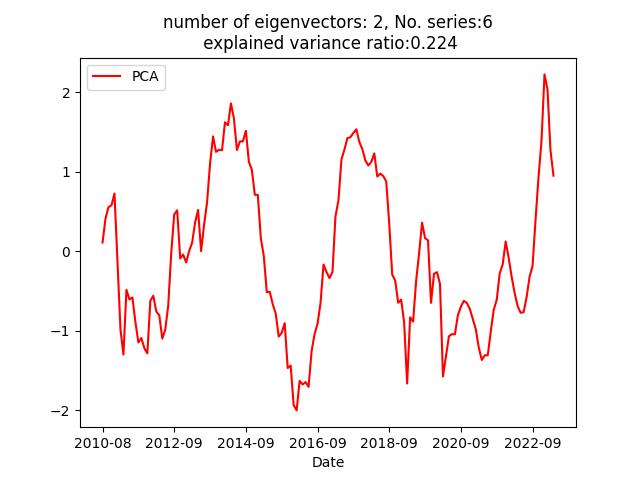 number of eigenvectors: 2, No. series:6
explained variance ratio:0.224
PCA
2
1
0
−1
−2
2010-08 2012-09 2014-09 2016-09 2018-09 2020-09 2022-09
Date